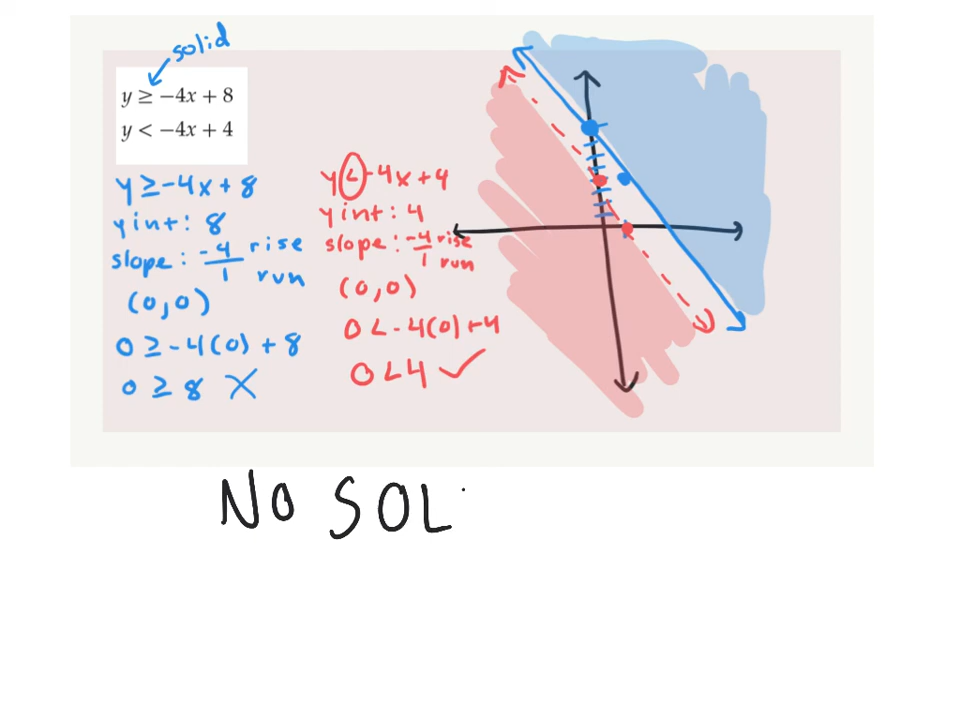 solid
y ≥ −4x + 8
y < −4x + 4
y ≥ -4x + 8
y int: 8
slope: -4/1 rise run
(0,0)
0 ≥ -4(0) + 8
0 ≥ 8 X
y < -4x + 4
y int: 4
slope: -4/1 rise run
(0,0)
0 < -4(0) + 4
0 < 4 ✓
NO SOL.